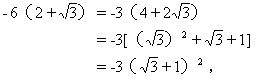 -6（2+√3）=-3（4+2√3）
=-3[（√3）²+√3+1]
=-3（√3+1）²，